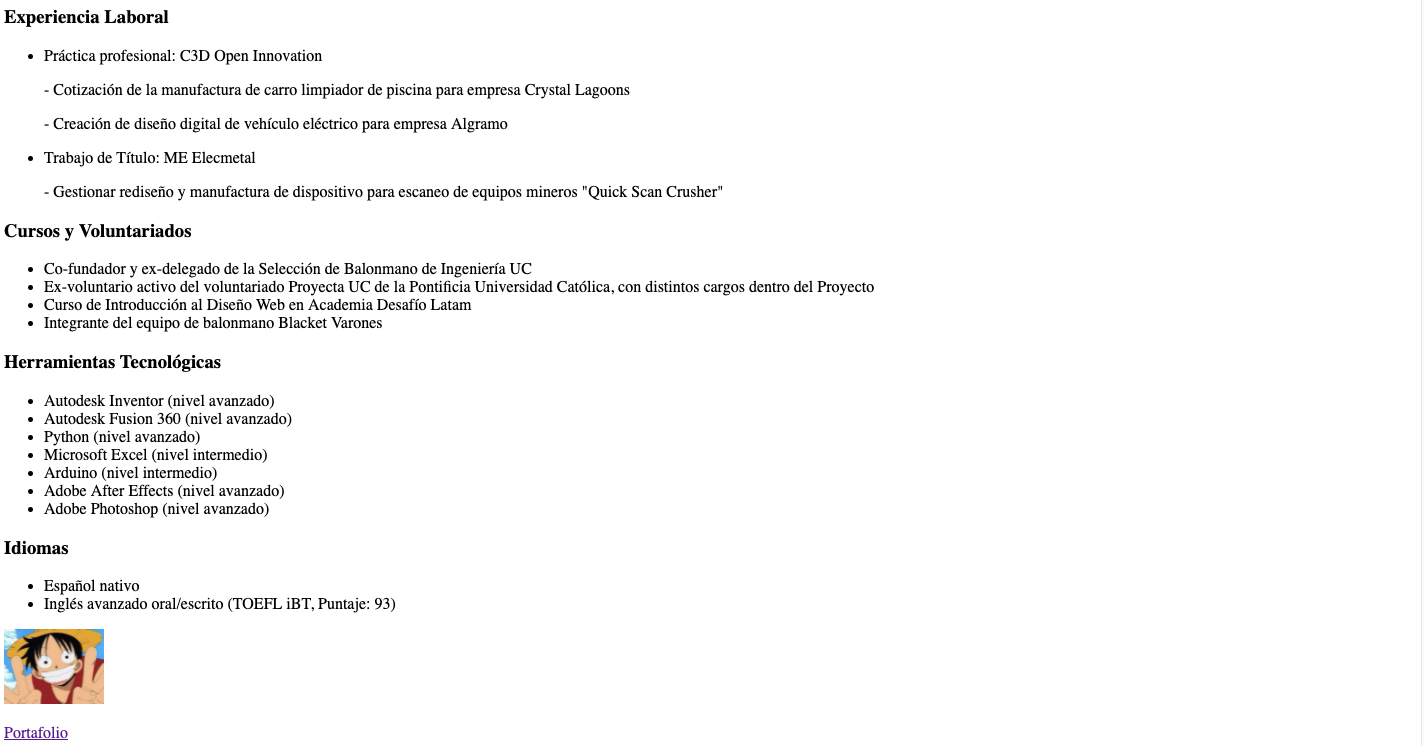 Experiencia Laboral
• Práctica profesional: C3D Open Innovation
- Cotización de la manufactura de carro limpiador de piscina para empresa Crystal Lagoons
- Creación de diseño digital de vehículo eléctrico para empresa Algramo
• Trabajo de Título: ME Elecmetal
- Gestionar rediseño y manufactura de dispositivo para escaneo de equipos mineros "Quick Scan Crusher"
Cursos y Voluntariados
• Co-fundador y ex-delegado de la Selección de Balonmano de Ingeniería UC
• Ex-voluntario activo del voluntariado Proyecta UC de la Pontificia Universidad Católica, con distintos cargos dentro del Proyecto
• Curso de Introducción al Diseño Web en Academia Desafío Latam
• Integrante del equipo de balonmano Blacket Varones
Herramientas Tecnológicas
• Autodesk Inventor (nivel avanzado)
• Autodesk Fusion 360 (nivel avanzado)
• Python (nivel avanzado)
• Microsoft Excel (nivel intermedio)
• Arduino (nivel intermedio)
• Adobe After Effects (nivel avanzado)
• Adobe Photoshop (nivel avanzado)
Idiomas
• Español nativo
• Inglés avanzado oral/escrito (TOEFL iBT, Puntaje: 93)
Portafolio